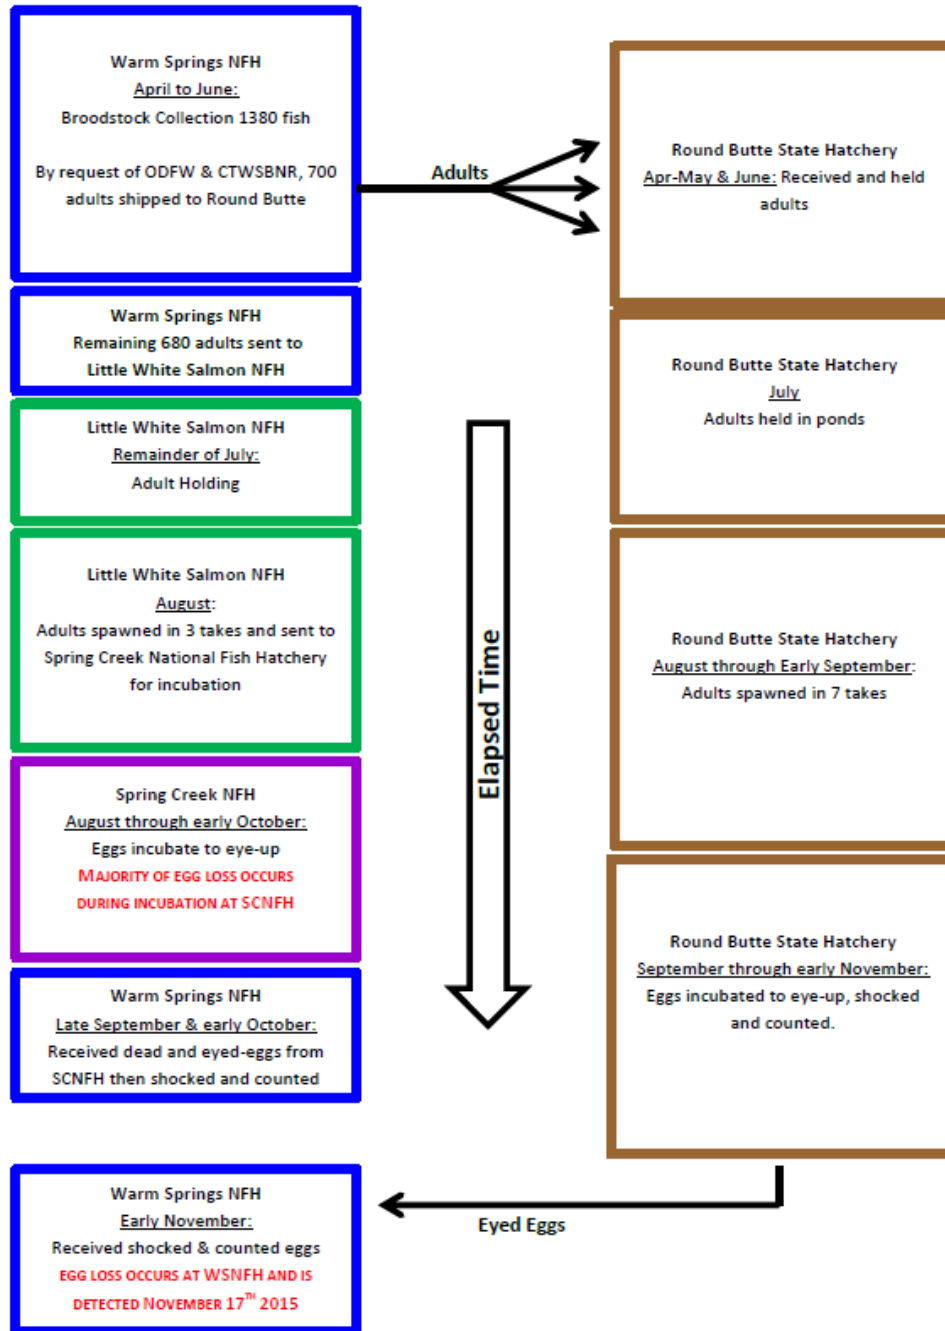 Warm Springs NFH
April to June:
Broodstock Collection 1380 fish
By request of ODFW & CTWSBNR, 700
adults shipped to Round Butte
Adults
Round Butte State Hatchery
Apr-May & June: Received and held
adults
Warm Springs NFH
Remaining 680 adults sent to
Little White Salmon NFH
Round Butte State Hatchery
July
Adults held in ponds
Little White Salmon NFH
Remainder of July:
Adult Holding
Little White Salmon NFH
August:
Adults spawned in 3 takes and sent to
Spring Creek National Fish Hatchery
for incubation
Elapsed Time
Round Butte State Hatchery
August through Early September:
Adults spawned in 7 takes
Spring Creek NFH
August through early October:
Eggs incubate to eye-up
MAJORITY OF EGG LOSS OCCURS
DURING INCUBATION AT SCNFH
Round Butte State Hatchery
September through early November:
Eggs incubated to eye-up, shocked
and counted.
Warm Springs NFH
Late September & early October:
Received dead and eyed-eggs from
SCNFH then shocked and counted
Warm Springs NFH
Early November:
Received shocked & counted eggs
EGG LOSS OCCURS AT WSNFH AND IS
DETECTED NOVEMBER 17TH 2015
Eyed Eggs